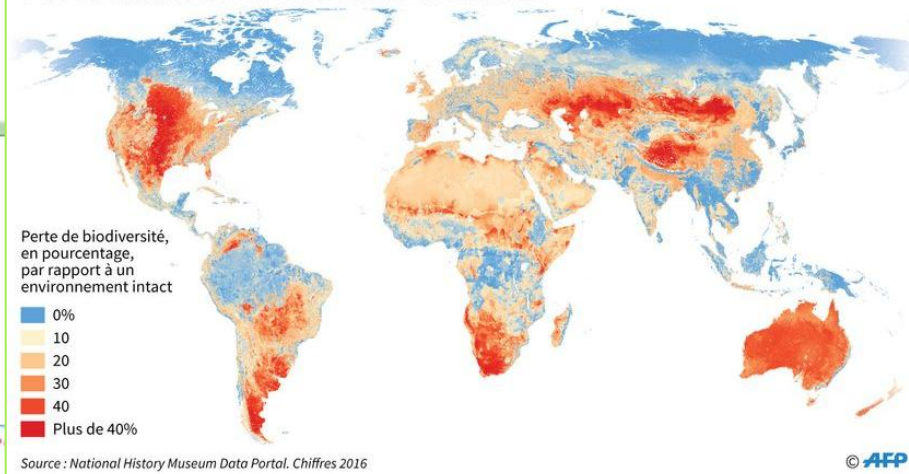 Perte de biodiversité,
en pourcentage,
par rapport à un
environnement intact
0%
10
20
30
40
Plus de 40%
Source : National History Museum Data Portal. Chiffres 2016
© AFP